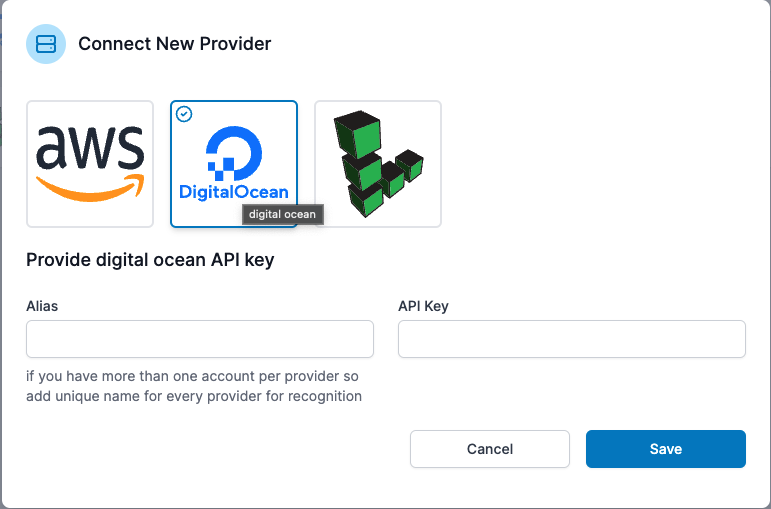 Connect New Provider
aws
DigitalOcean
digital ocean
Provide digital ocean API key
Alias
API Key
if you have more than one account per provider so
add unique name for every provider for recognition
Cancel
Save